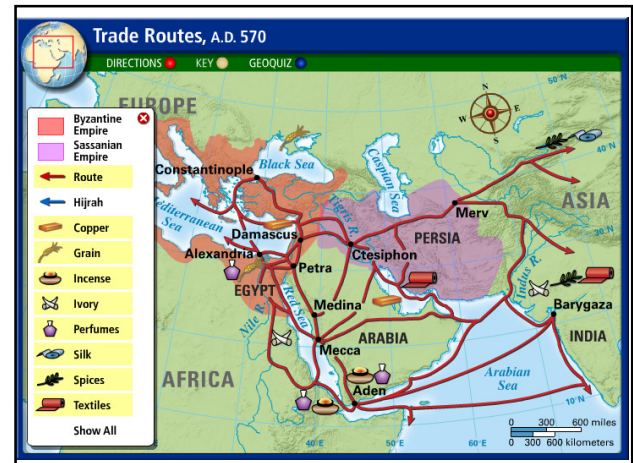 Trade Routes, A.D. 570
DIRECTIONS
KEY
GEOQUIZ
Byzantine
Empire
Sassanian
Empire
Route
Hijrah
Copper
Grain
Incense
Ivory
Perfumes
Silk
Spices
Textiles
Show All
EUROPE
N
W
E
S
50°N
40°N
Constantinople
Black Sea
Caspian Sea
ASIA
Mediterranean
Sea
Tigris R.
Merv
30°N
Damascus
PERSIA
Alexandria
Ctesiphon
Petra
Indus R.
EGYPT
Red Sea
Medina
Barygaza
Nile R.
Mecca
ARABIA
INDIA
AFRICA
Aden
Arabian
Sea
10°N
0 300 600 miles
0 300 600 kilometers
40°E
50°E
60°E